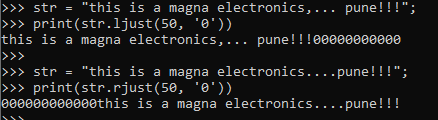 >>> str = "this is a magna electronics,... pune!!!";
>>> print(str.ljust(50, '0'))
this is a magna electronics,... pune!!!00000000000
>>>
>>> str = "this is a magna electronics....pune!!!";
>>> print(str.rjust(50, '0'))
000000000000this is a magna electronics....pune!!!
>>>